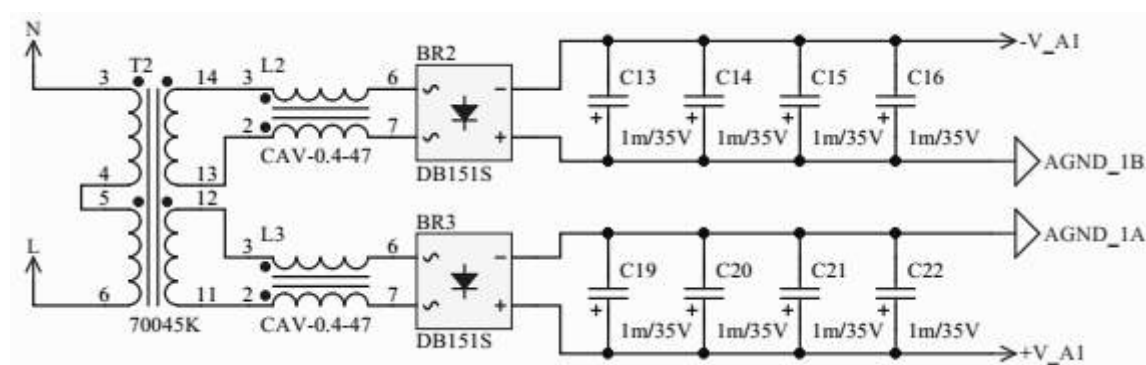 N
BR2
-V_A1
T2
L2
3
14
3
6
~
−
C13
C14
C15
C16
+
+
+
+
2
7
~
+
1m/35V
1m/35V
1m/35V
1m/35V
CAV-0.4-47
4
13
DB151S
AGND_1B
5
12
BR3
L
L3
AGND_1A
3
6
~
−
C19
C20
C21
C22
6
11
2
7
~
+
+
+
+
+
1m/35V
1m/35V
1m/35V
1m/35V
70045K
CAV-0.4-47
DB151S
+V_A1